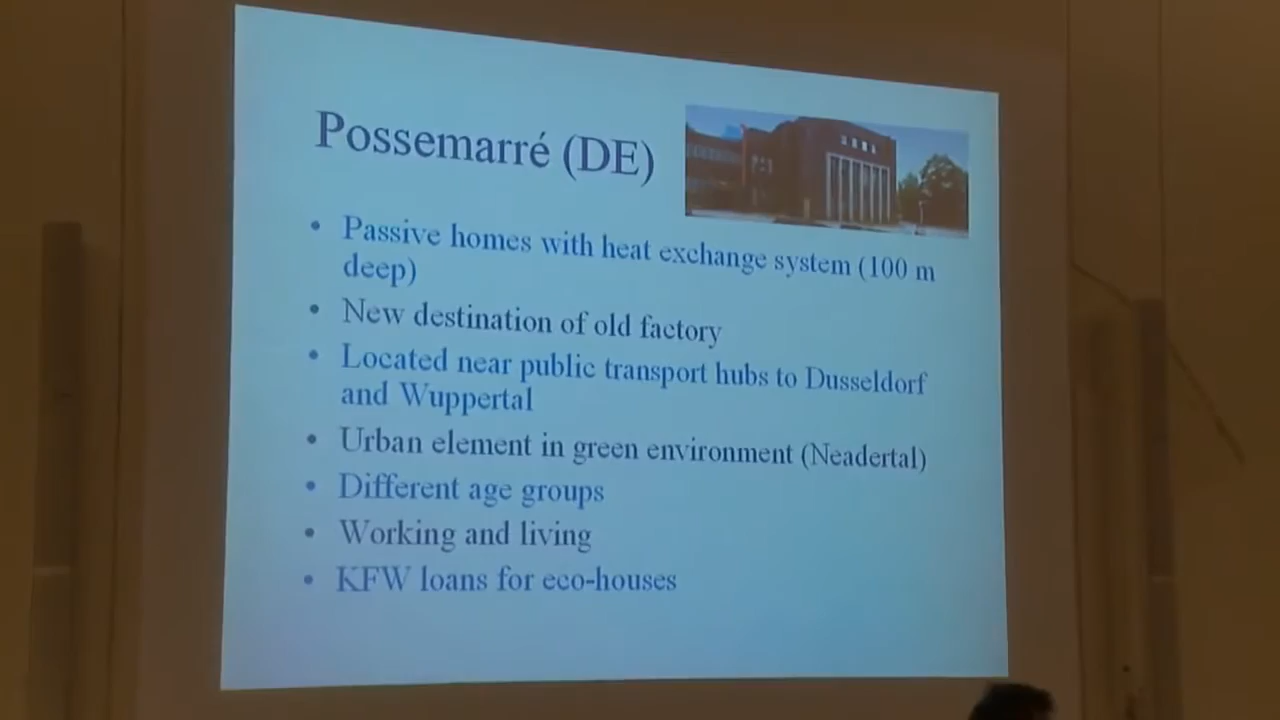 Possemarré (DE)
• Passive homes with heat exchange system (100 m
deep)
• New destination of old factory
• Located near public transport hubs to Dusseldorf
and Wuppertal
• Urban element in green environment (Neadertal)
• Different age groups
• Working and living
• KFW loans for eco-houses